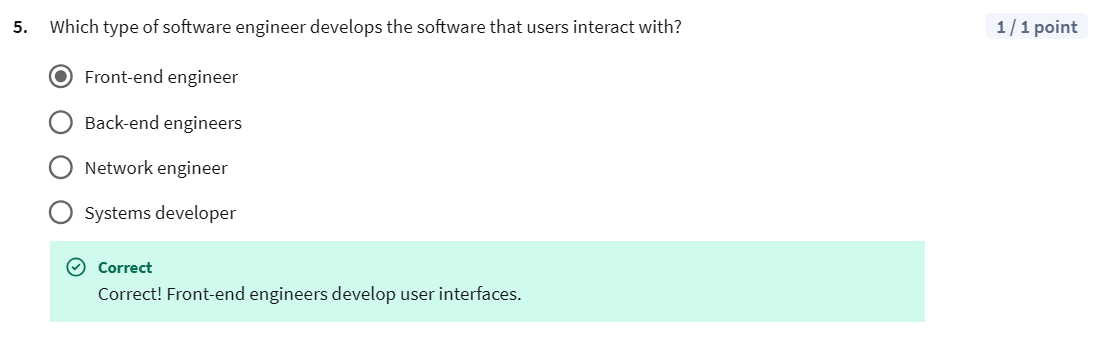 5. Which type of software engineer develops the software that users interact with?
1 / 1 point
Front-end engineer
Back-end engineers
Network engineer
Systems developer
Correct
Correct! Front-end engineers develop user interfaces.